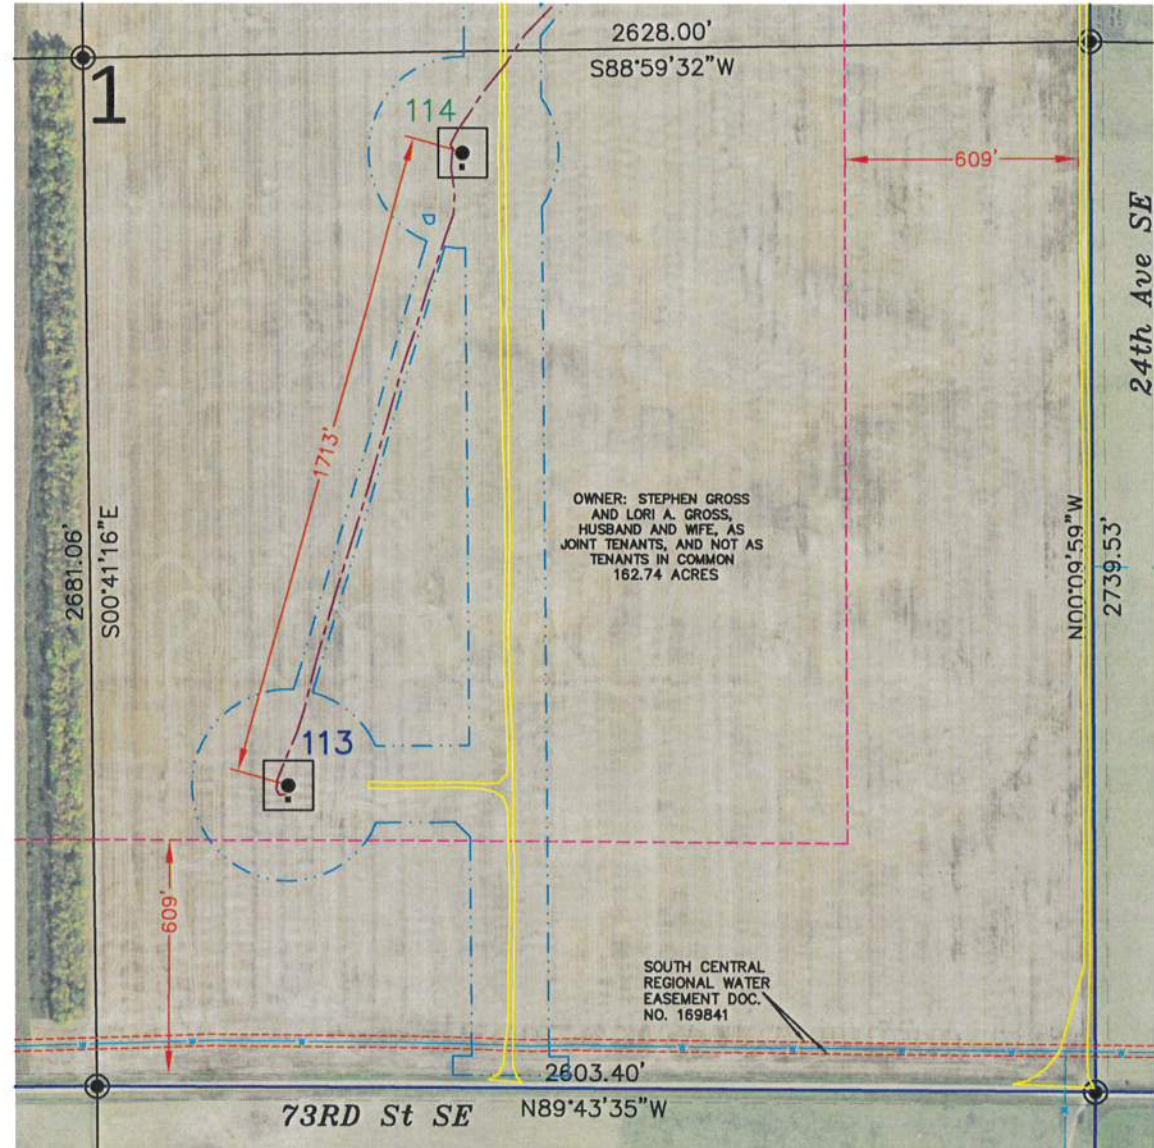 2628.00'
S88°59'32"W
1
114
609'
24th Ave SE
1713'
OWNER: STEPHEN GROSS
AND LORI A. GROSS,
HUSBAND AND WIFE, AS
JOINT TENANTS, AND NOT AS
TENANTS IN COMMON
162.74 ACRES
2681.06'
S00°41'16"E
N00°09'59"W
2739.53'
113
609'
SOUTH CENTRAL
REGIONAL WATER
EASEMENT DOC.
NO. 169841
2603.40'
N89°43'35"W
73RD St SE